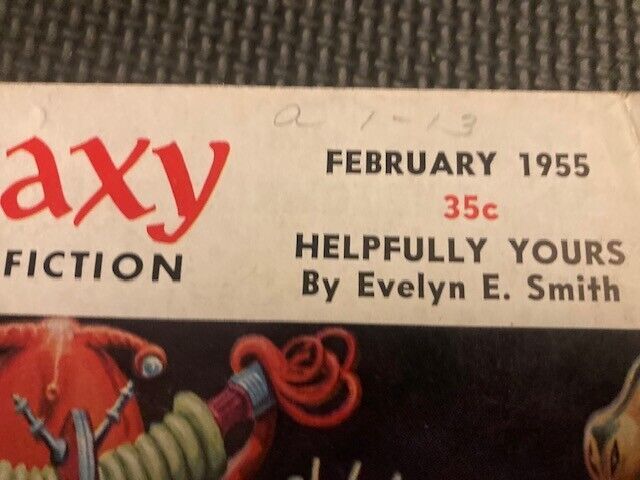 a 1-13
axy
FICTION
FEBRUARY 1955
35c
HELPFULLY YOURS
By Evelyn E. Smith